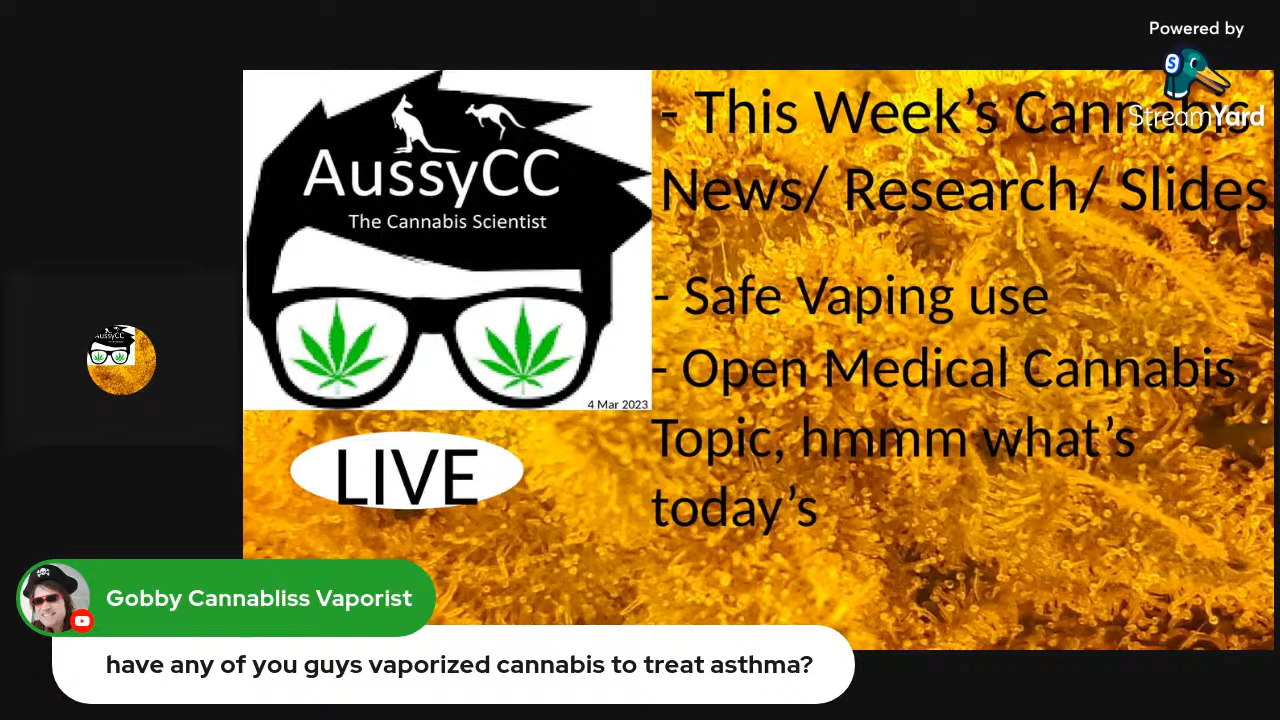 Powered by
StreamYard
- This Week’s Cannabis
News/ Research/ Slides
AussyCC
The Cannabis Scientist
- Safe Vaping use
- Open Medical Cannabis
4 Mar 2023
Topic, hmmm what’s
today’s
LIVE
AussyCC
Gobby Cannabliss Vaporist
have any of you guys vaporized cannabis to treat asthma?